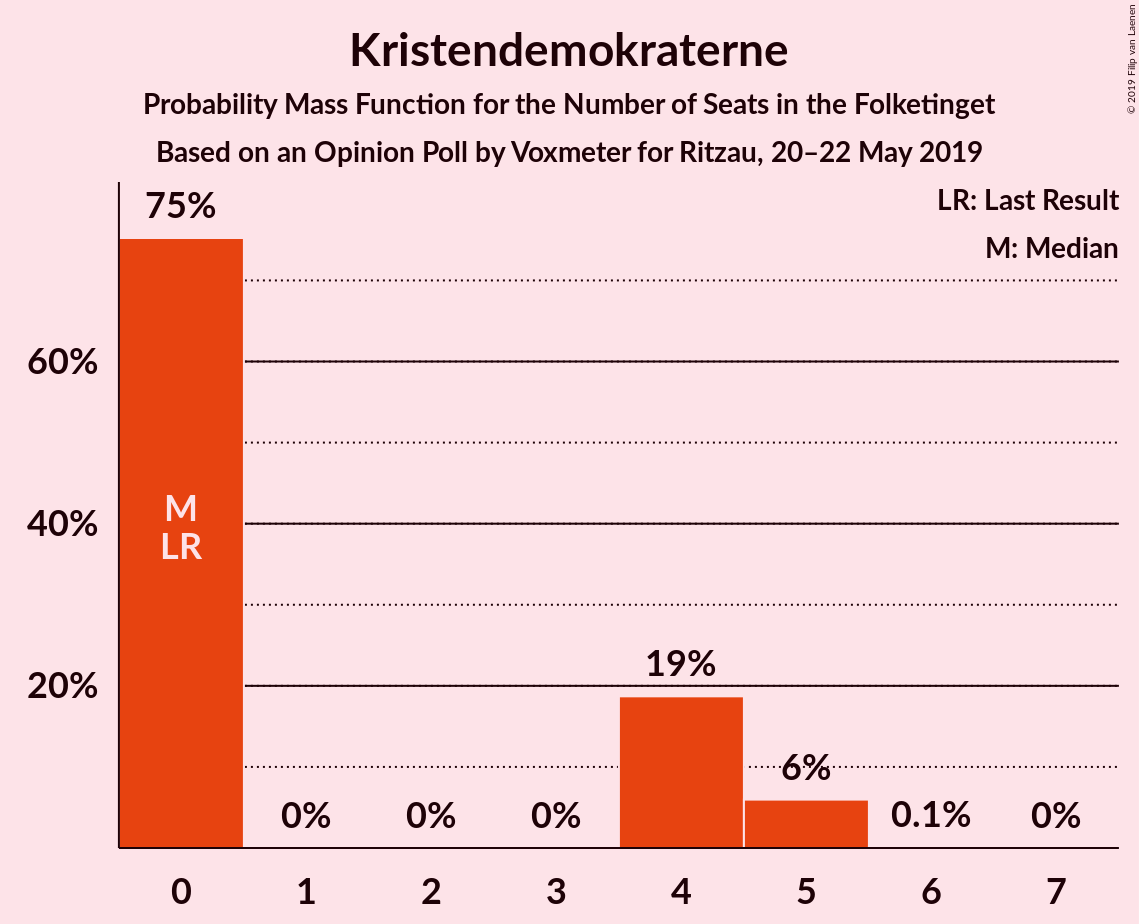 Kristendemokraterne
Probability Mass Function for the Number of Seats in the Folketinget
Based on an Opinion Poll by Voxmeter for Ritzau, 20–22 May 2019
© 2019 Filip van Laenen
LR: Last Result
M: Median
75%
60%
40%
20%
M
LR
0%
0%
0%
19%
6%
0.1%
0%
0
1
2
3
4
5
6
7